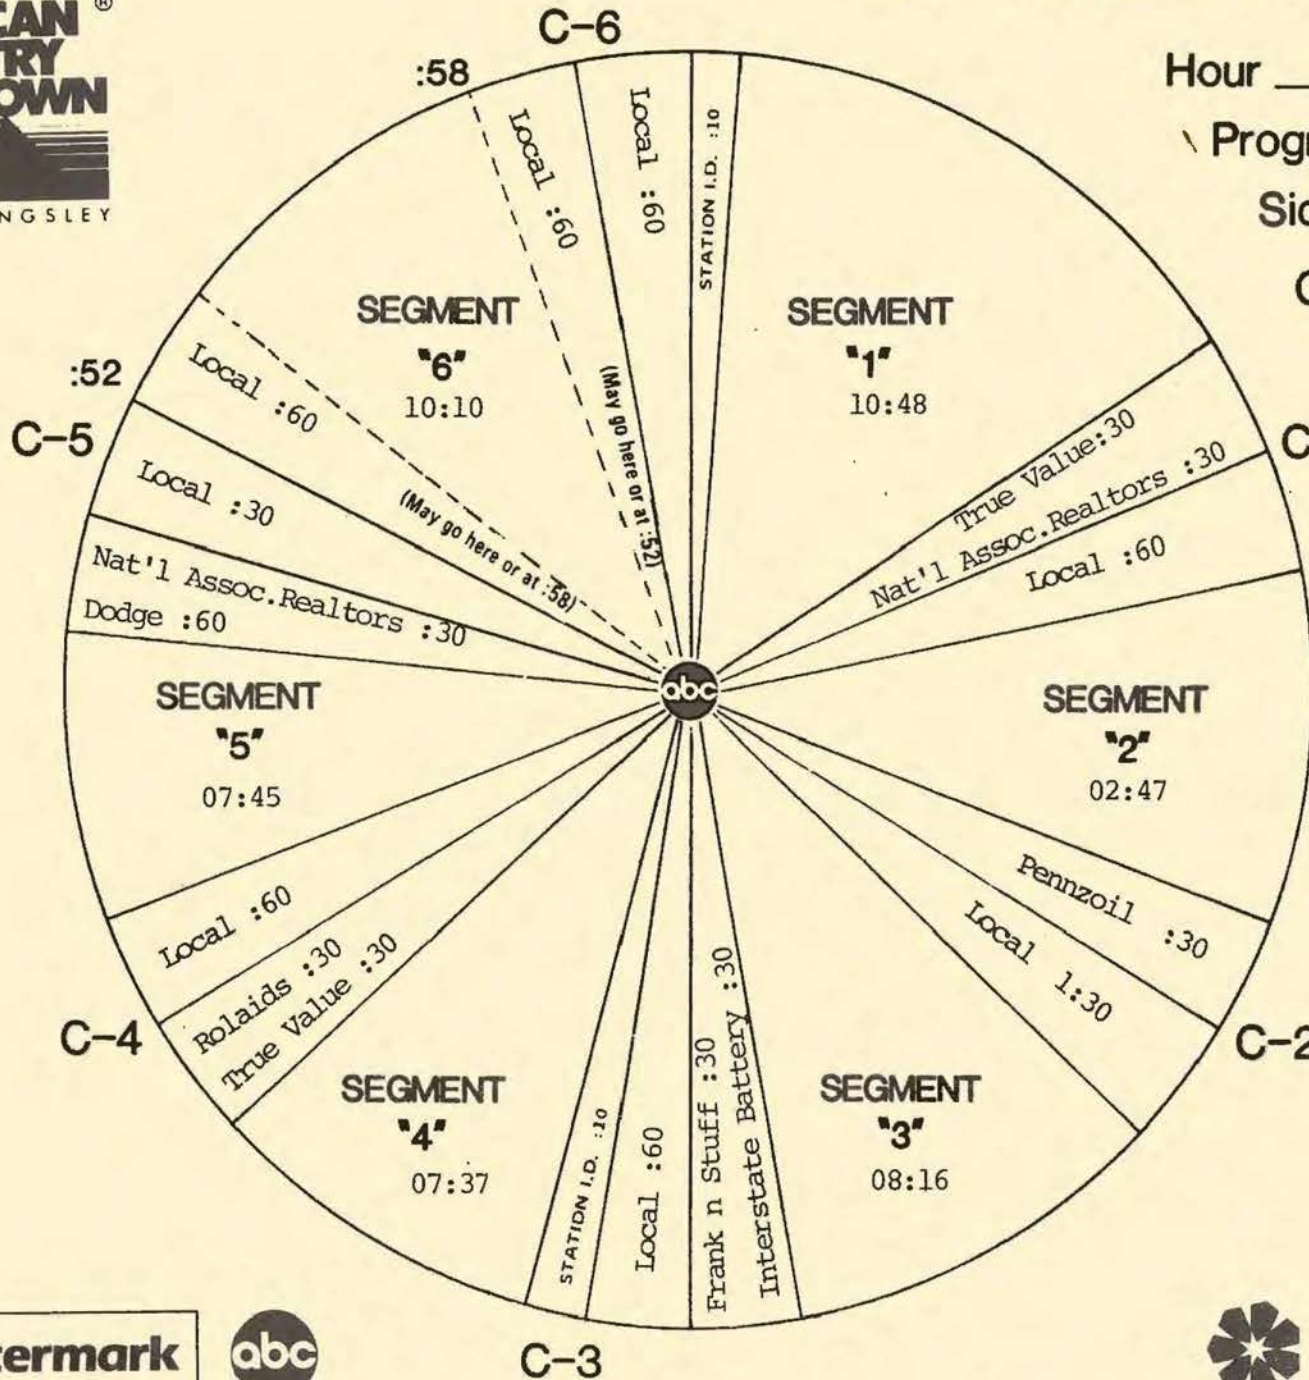 ®
NGSLEY
C-6
:58
Hour
Local :60
Local :60
STATION I.D. :10
(May go here or at :52)
SEGMENT
"1"
10:48
True Value:30
Nat'l Assoc.Realtors :30
Local :60
SEGMENT
"2"
02:47
Pennzoil :30
C-2
Local 1:30
SEGMENT
"3"
08:16
Interstate Battery :30
Frank n Stuff :30
C-3
Local :60
STATION I.D. :10
SEGMENT
"4"
07:37
True Value :30
Rolaids :30
C-4
Local :60
SEGMENT
"5"
07:45
Dodge :60
Nat'l Assoc.Realtors :30
Local :30
C-5
:52
Local :60
(May go here or at :58)
SEGMENT
"6"
10:10
abc
termark
abc